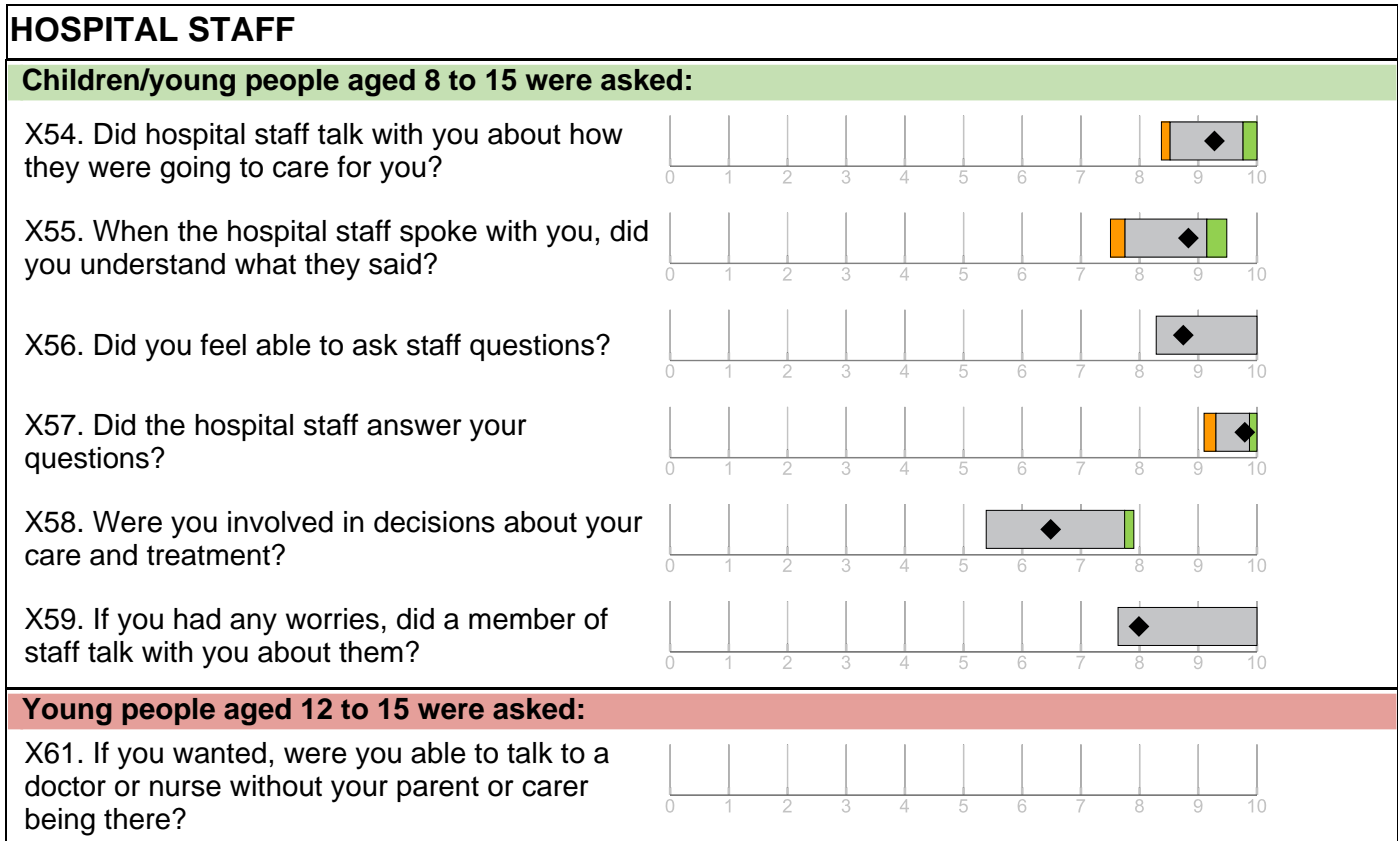 HOSPITAL STAFF
Children/young people aged 8 to 15 were asked:
X54. Did hospital staff talk with you about how
they were going to care for you?
0 1 2 3 4 5 6 7 8 9 10
X55. When the hospital staff spoke with you, did
you understand what they said?
0 1 2 3 4 5 6 7 8 9 10
X56. Did you feel able to ask staff questions?
0 1 2 3 4 5 6 7 8 9 10
X57. Did the hospital staff answer your
questions?
0 1 2 3 4 5 6 7 8 9 10
X58. Were you involved in decisions about your
care and treatment?
0 1 2 3 4 5 6 7 8 9 10
X59. If you had any worries, did a member of
staff talk with you about them?
0 1 2 3 4 5 6 7 8 9 10
Young people aged 12 to 15 were asked:
X61. If you wanted, were you able to talk to a
doctor or nurse without your parent or carer
being there?
0 1 2 3 4 5 6 7 8 9 10